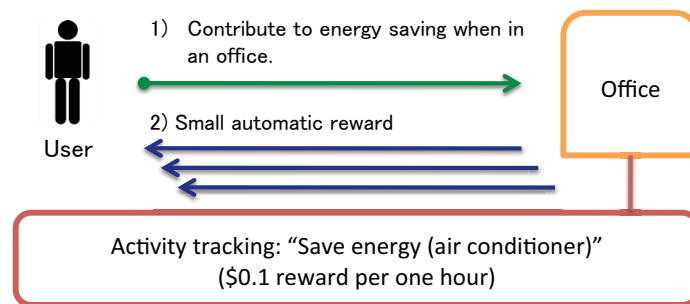 1) Contribute to energy saving when in
an office.
Office
2) Small automatic reward
User
Activity tracking: “Save energy (air conditioner)”
($0.1 reward per one hour)